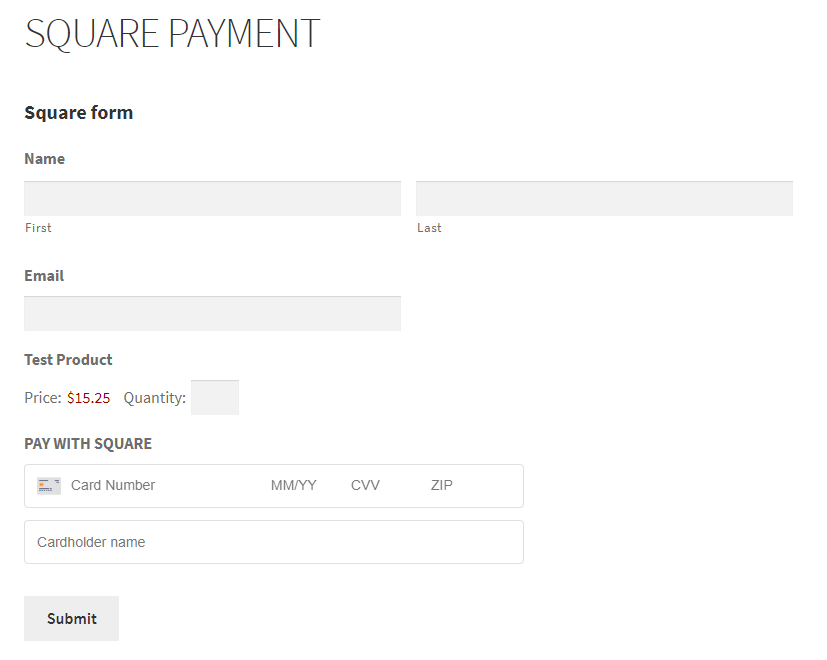 SQUARE PAYMENT
Square form
Name
First Last
Email
Test Product
Price: $15.25 Quantity:
PAY WITH SQUARE
Card Number MM/YY CVV ZIP
Cardholder name
Submit